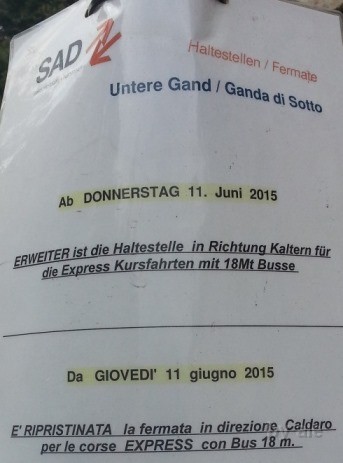 SAD
Haltestellen / Fermate
Untere Gand / Ganda di Sotto
Ab DONNERSTAG 11. Juni 2015
ERWEITER ist die Haltestelle in Richtung Kaltern für
die Express Kursfahrten mit 18Mt Busse
Da GIOVEDI' 11 giugno 2015
E' RIPRISTINATA la fermata in direzione Caldaro
per le corse EXPRESS con Bus 18 m.